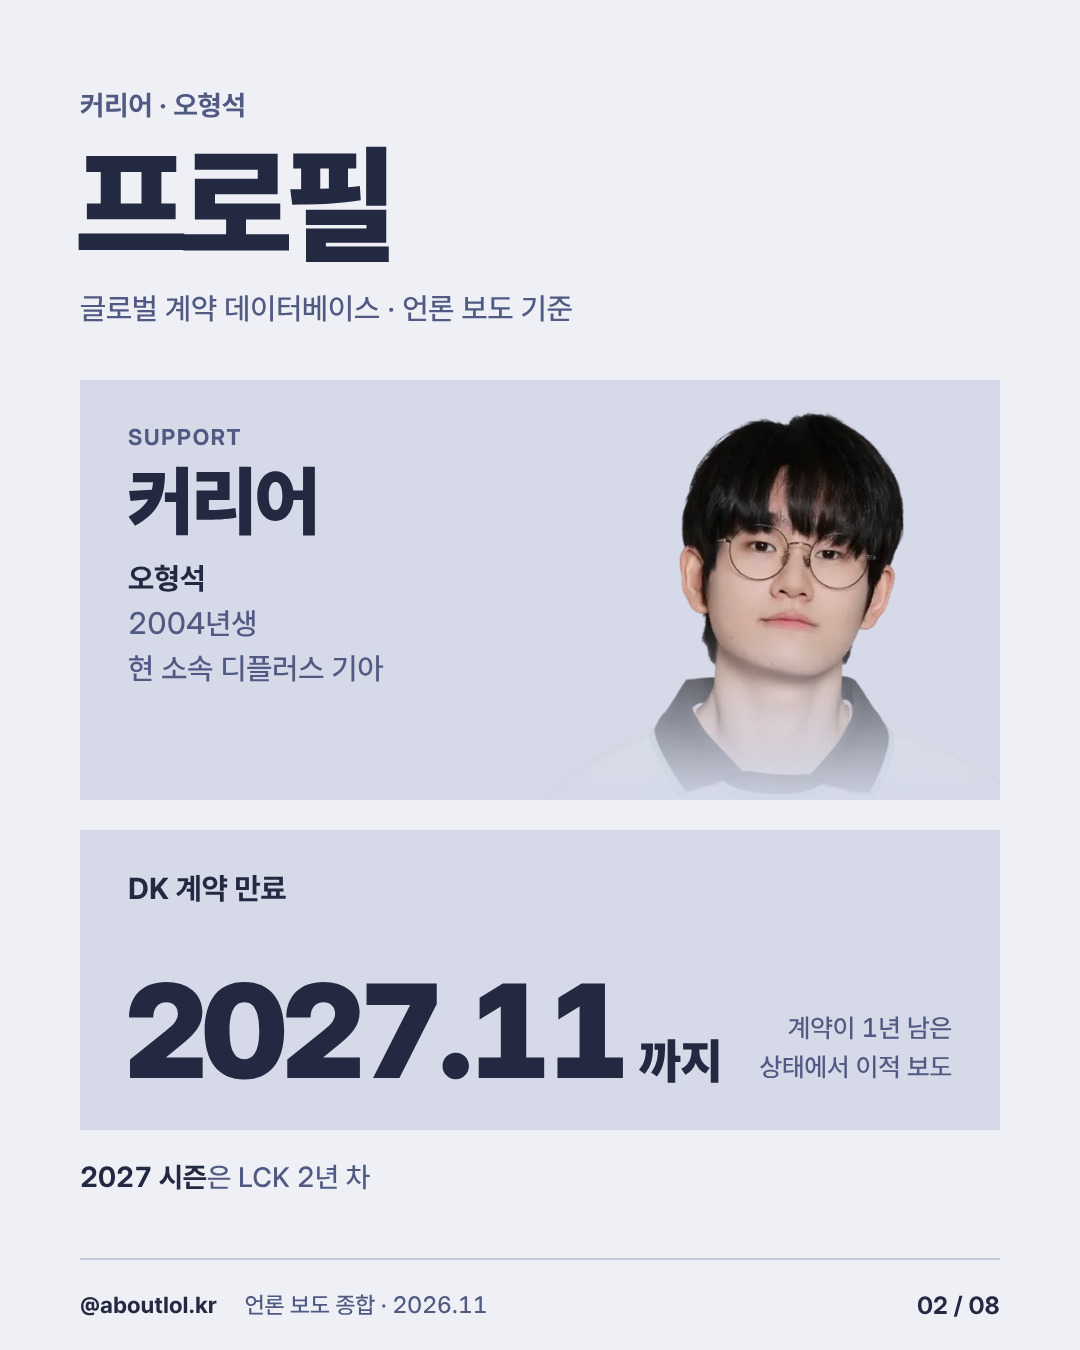 커리어 · 오형석
프로필
글로벌 계약 데이터베이스 · 언론 보도 기준
SUPPORT
커리어
오형석
2004년생
현 소속 디플러스 기아
DK 계약 만료
2027.11 까지
계약이 1년 남은
상태에서 이적 보도
2027 시즌은 LCK 2년 차
@aboutlol.kr 언론 보도 종합 · 2026.11
02 / 08